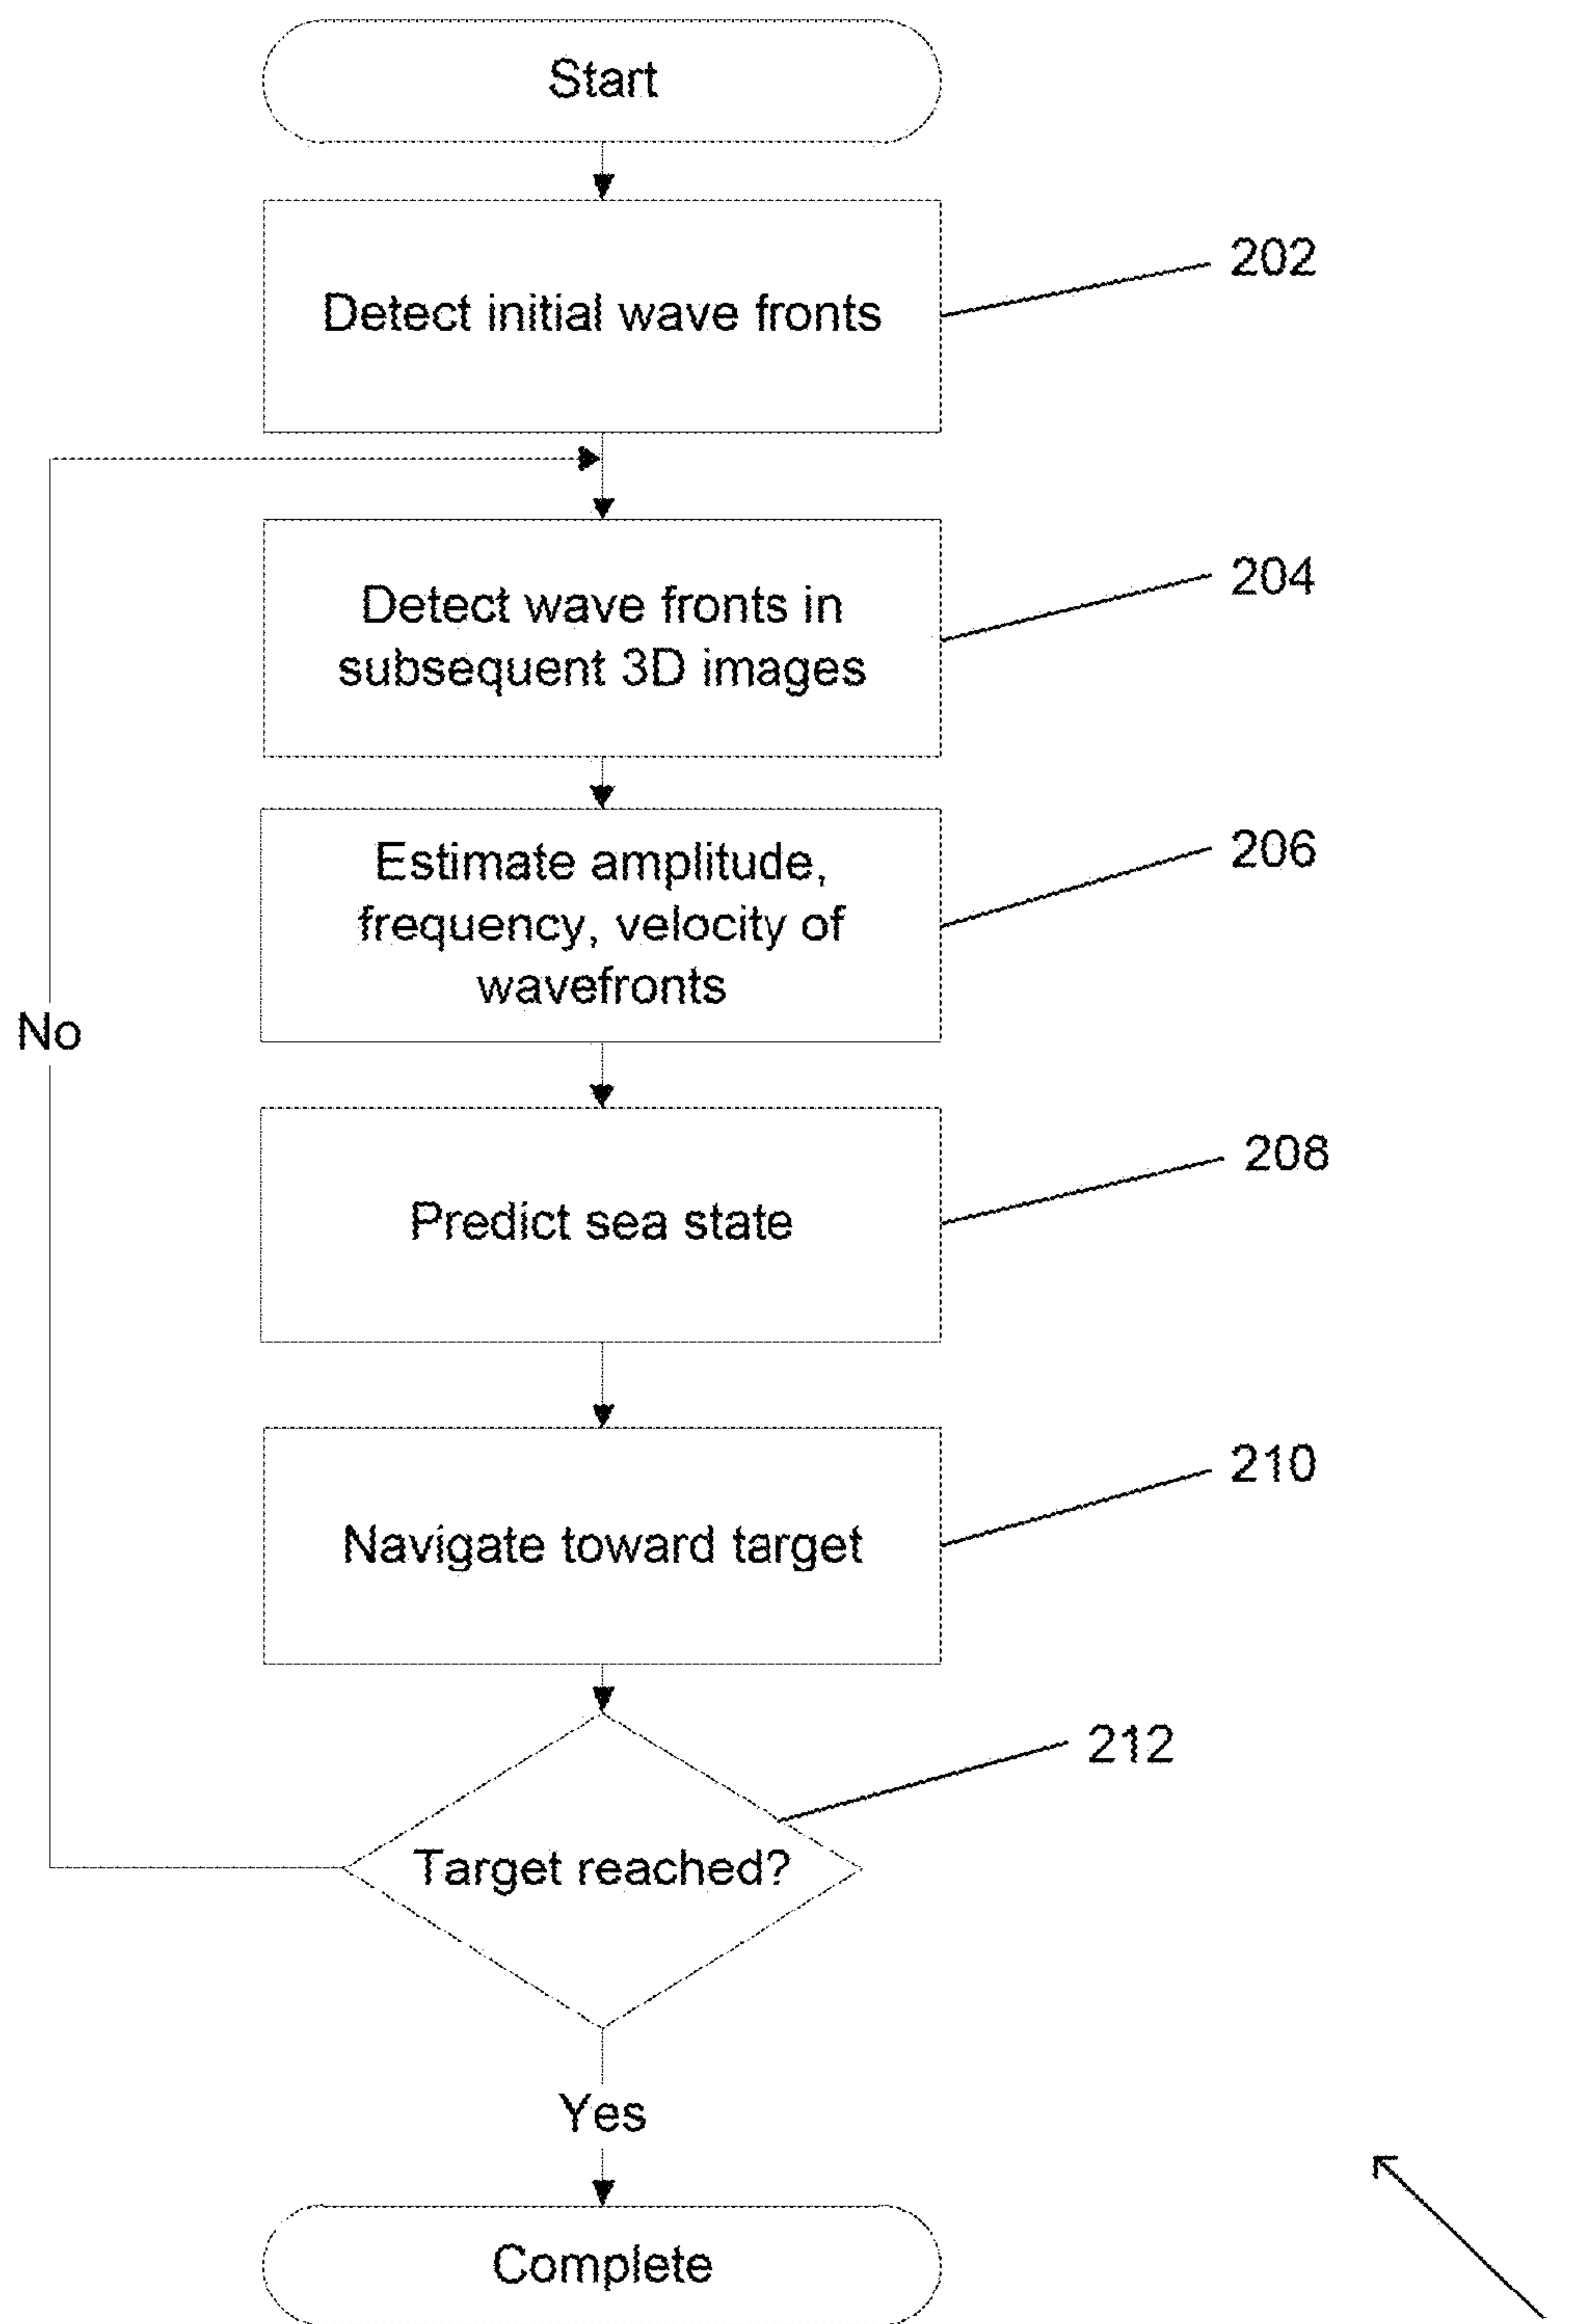 Start
Detect initial wave fronts
202
Detect wave fronts in
subsequent 3D images
204
Estimate amplitude,
frequency, velocity of
wavefronts
206
No
Predict sea state
208
Navigate toward target
210
Target reached?
212
Yes
Complete